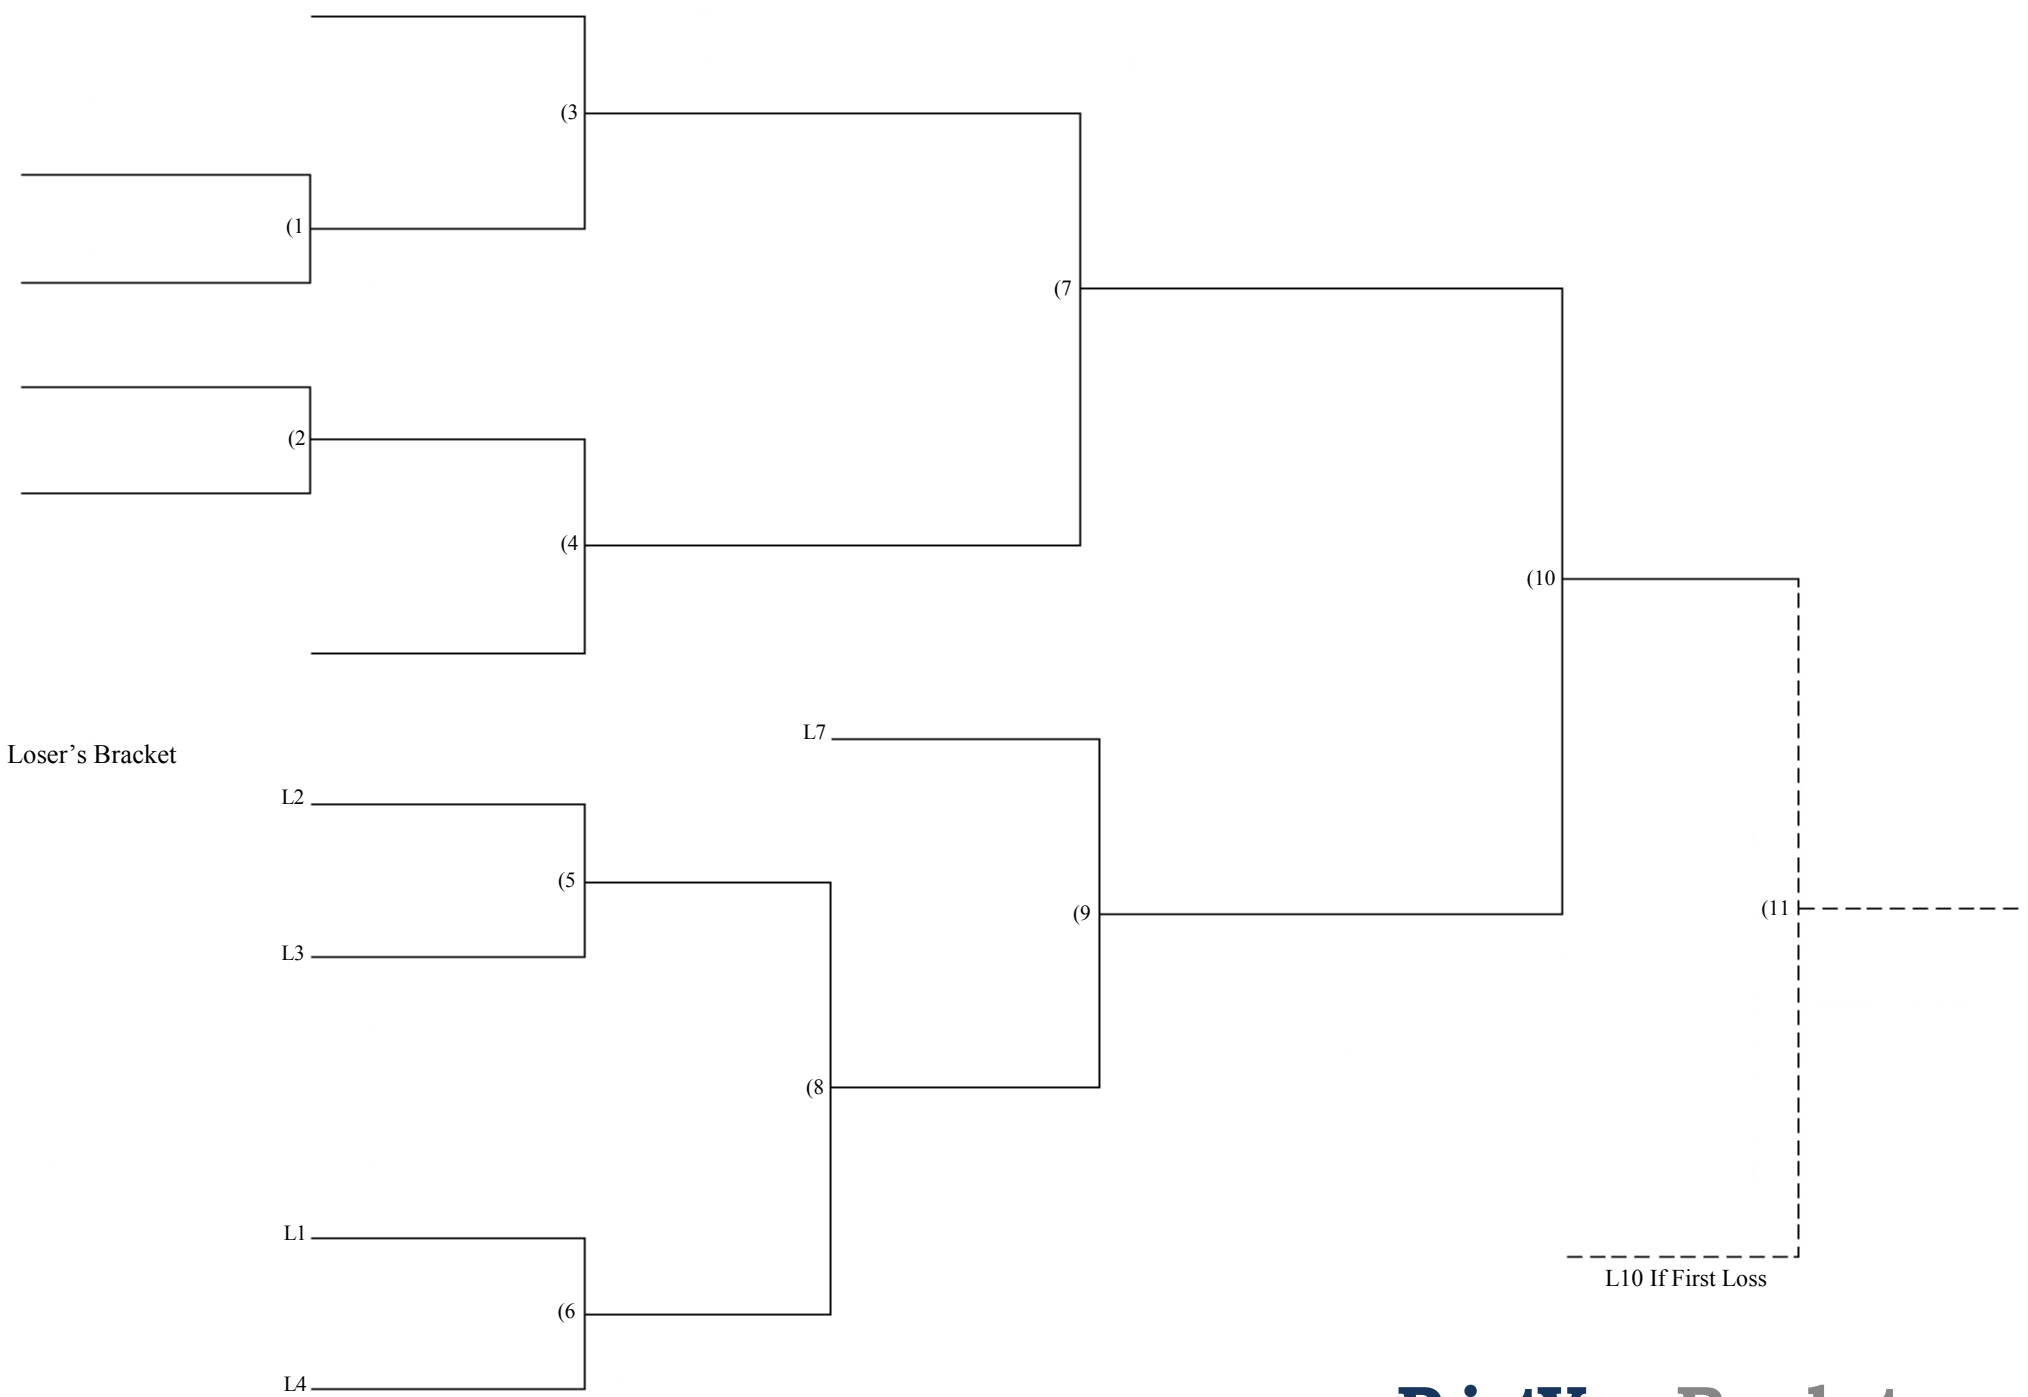 (3
(1
(7
(2
(4
(10
L7
Loser’s Bracket
L2
(5
(11
(9
L3
(8
L1
L10 If First Loss
(6
L4